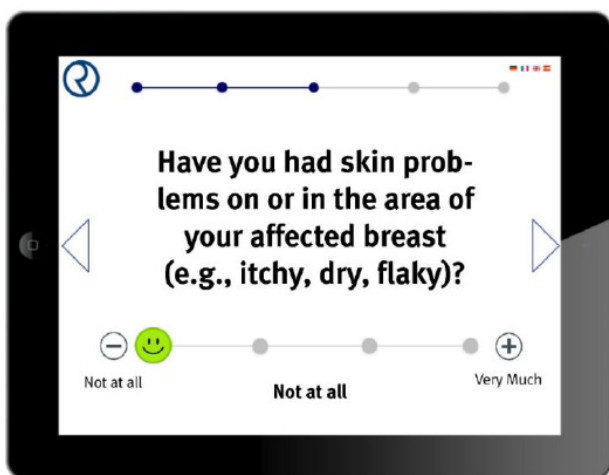 Have you had skin prob-
lems on or in the area of
your affected breast
(e.g., itchy, dry, flaky)?
Not at all
Very Much
Not at all